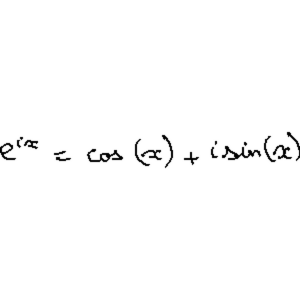 e^{ix} = cos(x) + isin(x)